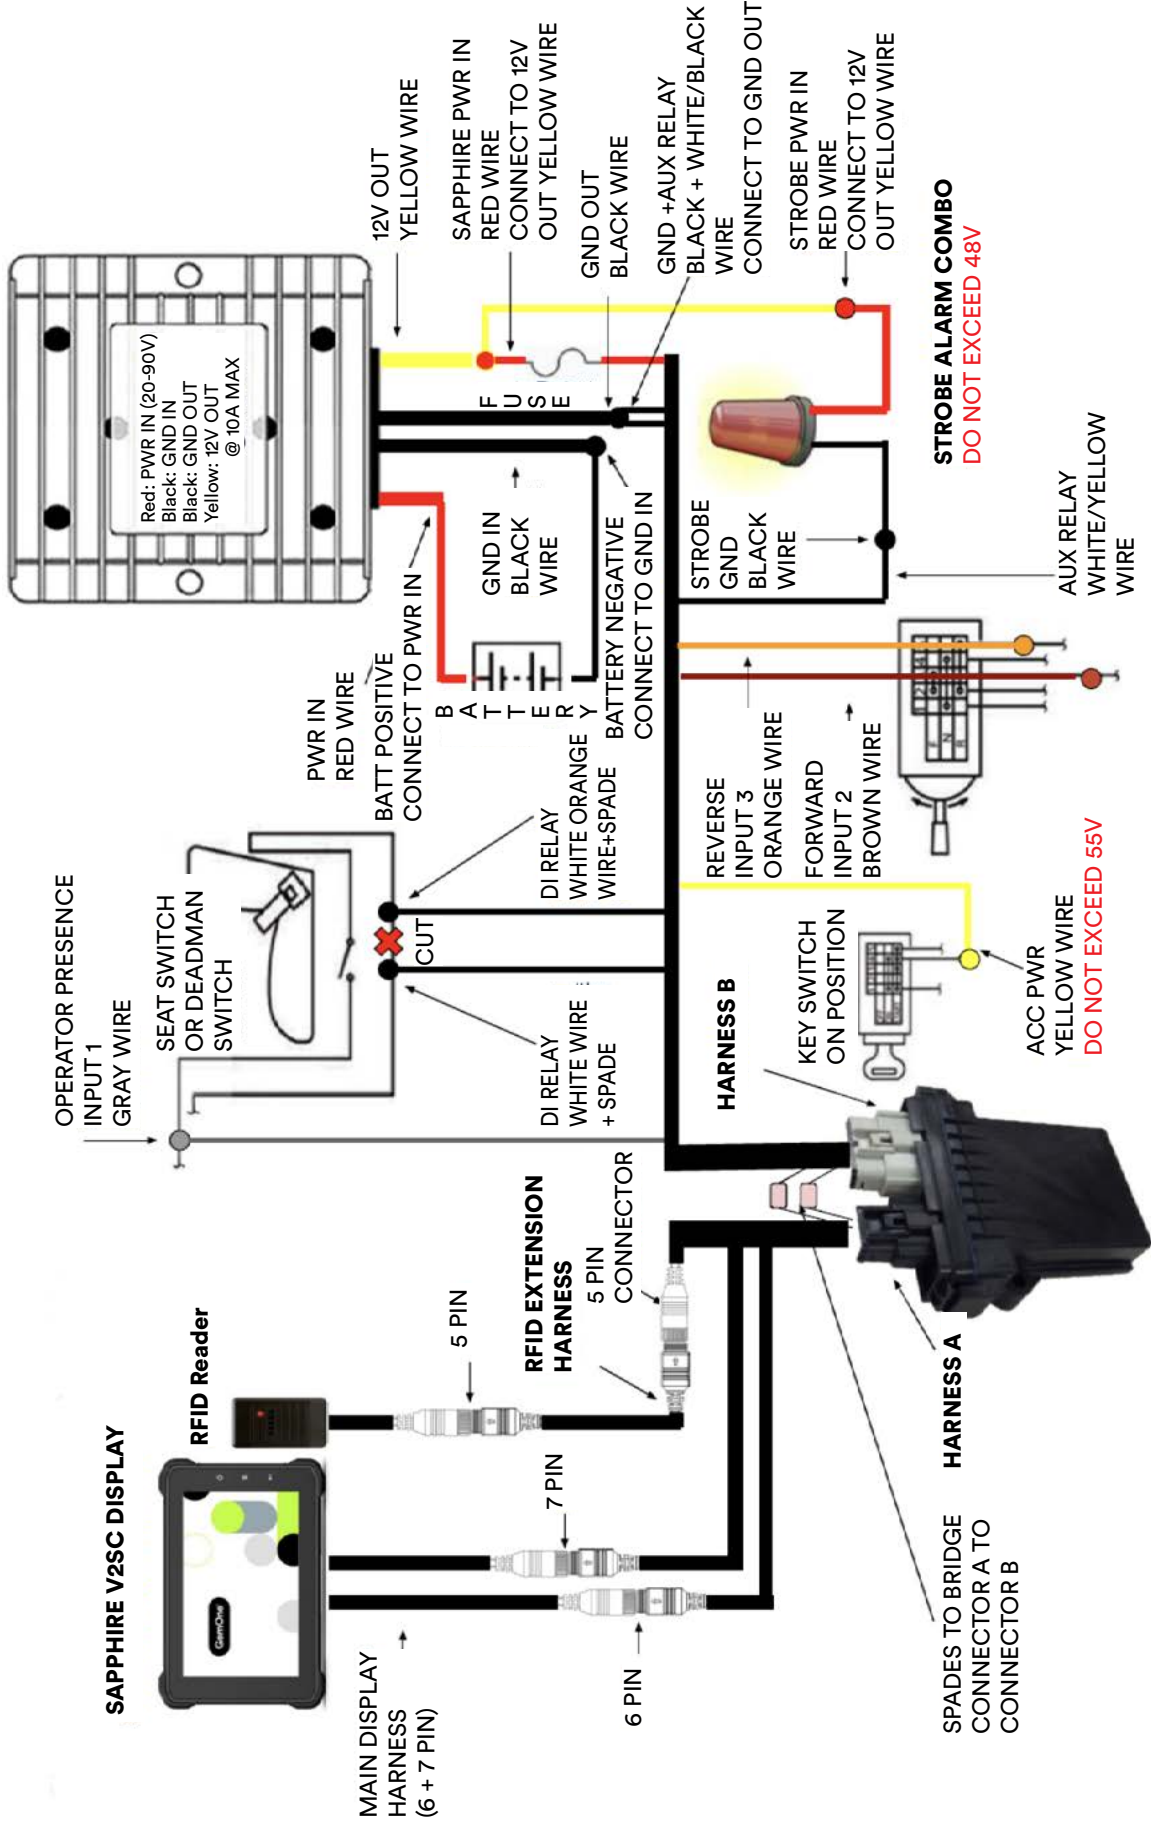 SAPPHIRE V2SC DISPLAY
GemOne
RFID Reader
MAIN DISPLAY
HARNESS
(6 + 7 PIN)
6 PIN
7 PIN
5 PIN
RFID EXTENSION
HARNESS
5 PIN
CONNECTOR
SPADES TO BRIDGE
CONNECTOR A TO
CONNECTOR B
HARNESS A
HARNESS B
OPERATOR PRESENCE
INPUT 1
GRAY WIRE
SEAT SWITCH
OR DEADMAN
SWITCH
CUT
DI RELAY
WHITE WIRE
+ SPADE
DI RELAY
WHITE ORANGE
WIRE+SPADE
KEY SWITCH
ON POSITION
ACC PWR
YELLOW WIRE
DO NOT EXCEED 55V
REVERSE
INPUT 3
ORANGE WIRE
FORWARD
INPUT 2
BROWN WIRE
F
N
R
PWR IN
RED WIRE
BATT POSITIVE
CONNECT TO PWR IN
BATTERY
GND IN
BLACK
WIRE
BATTERY NEGATIVE
CONNECT TO GND IN
Red: PWR IN (20-90V)
Black: GND IN
Black: GND OUT
Yellow: 12V OUT
@ 10A MAX
FUSE
12V OUT
YELLOW WIRE
SAPPHIRE PWR IN
RED WIRE
CONNECT TO 12V
OUT YELLOW WIRE
GND OUT
BLACK WIRE
GND +AUX RELAY
BLACK + WHITE/BLACK
WIRE
CONNECT TO GND OUT
STROBE PWR IN
RED WIRE
CONNECT TO 12V
OUT YELLOW WIRE
STROBE
GND
BLACK
WIRE
STROBE ALARM COMBO
DO NOT EXCEED 48V
AUX RELAY
WHITE/YELLOW
WIRE